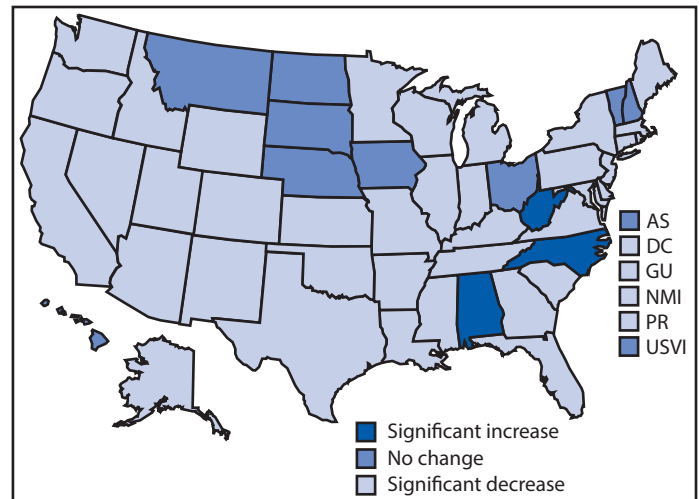 AS
DC
GU
NMI
PR
USVI
Significant increase
No change
Significant decrease